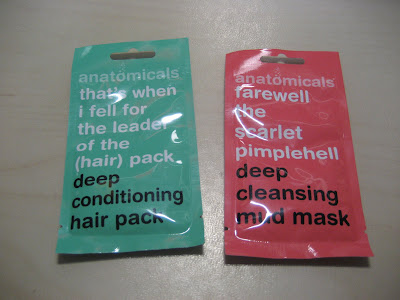 anatomicals
that's when
i fell for
the leader
of the
(hair) pack
deep
conditioning
hair pack
anatomicals
farewell
the
scarlet
pimplehell
deep
cleansing
mud mask